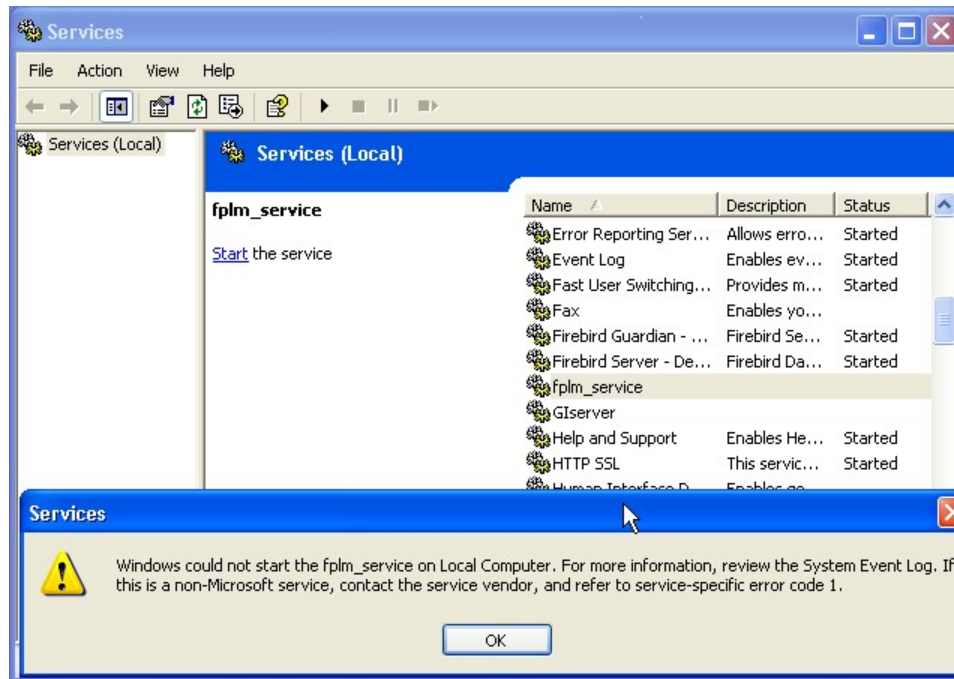 Services
File Action View Help
Services (Local)
Services (Local)
fplm_service
Start the service
Name Description Status
Error Reporting Ser... Allows erro... Started
Event Log Enables ev... Started
Fast User Switching... Provides m... Started
Fax Enables yo...
Firebird Guardian - ... Firebird Se... Started
Firebird Server - De... Firebird Da... Started
fplm_service
GIserver
Help and Support Enables He... Started
HTTP SSL This servic... Started
Human Interface D...
Services
Windows could not start the fplm_service on Local Computer. For more information, review the System Event Log. If
this is a non-Microsoft service, contact the service vendor, and refer to service-specific error code 1.
OK